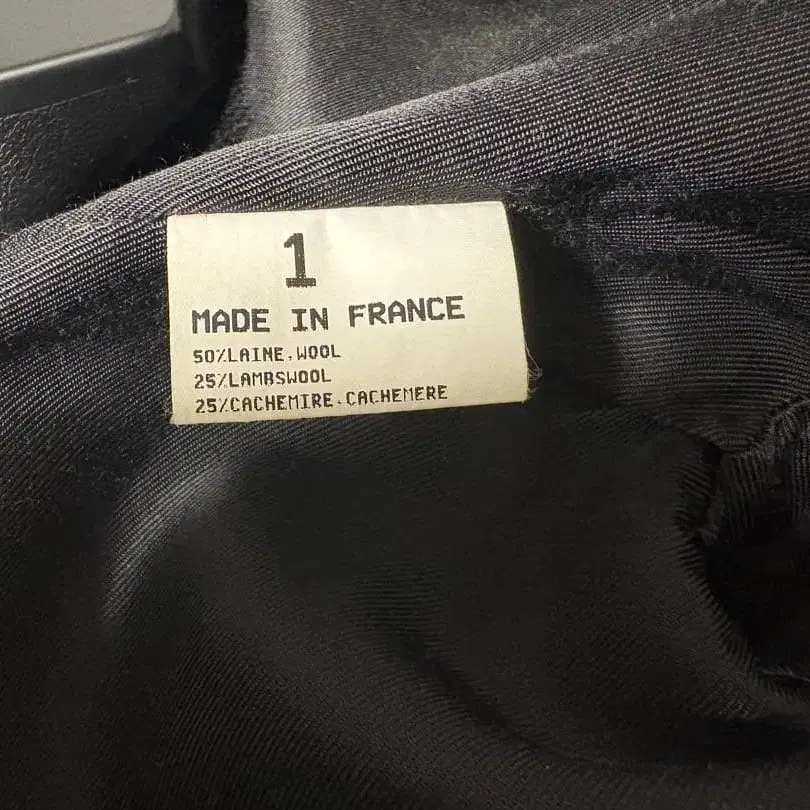 1
MADE IN FRANCE
50%LAINE.WOOL
25%LAMBSWOOL
25%CACHEMIRE.CACHEMERE